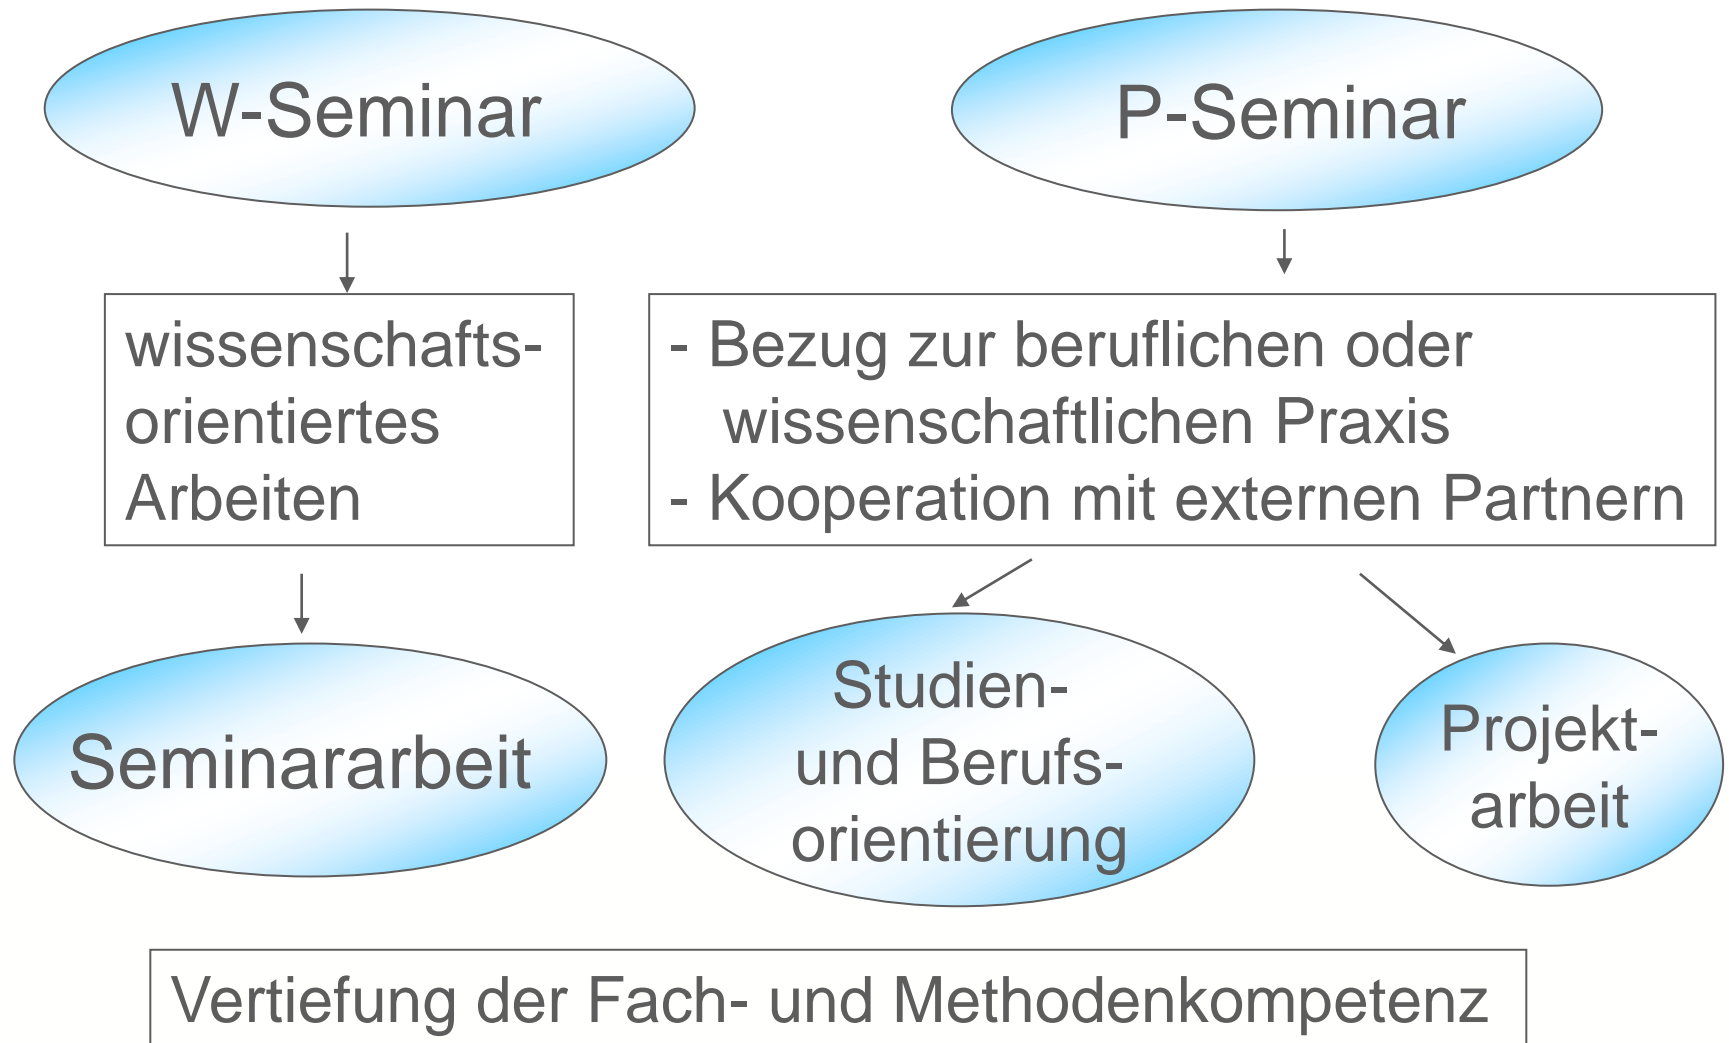 W-Seminar
P-Seminar
wissenschafts-
orientiertes
Arbeiten
- Bezug zur beruflichen oder
wissenschaftlichen Praxis
- Kooperation mit externen Partnern
Seminararbeit
Studien-
und Berufs-
orientierung
Projekt-
arbeit
Vertiefung der Fach- und Methodenkompetenz